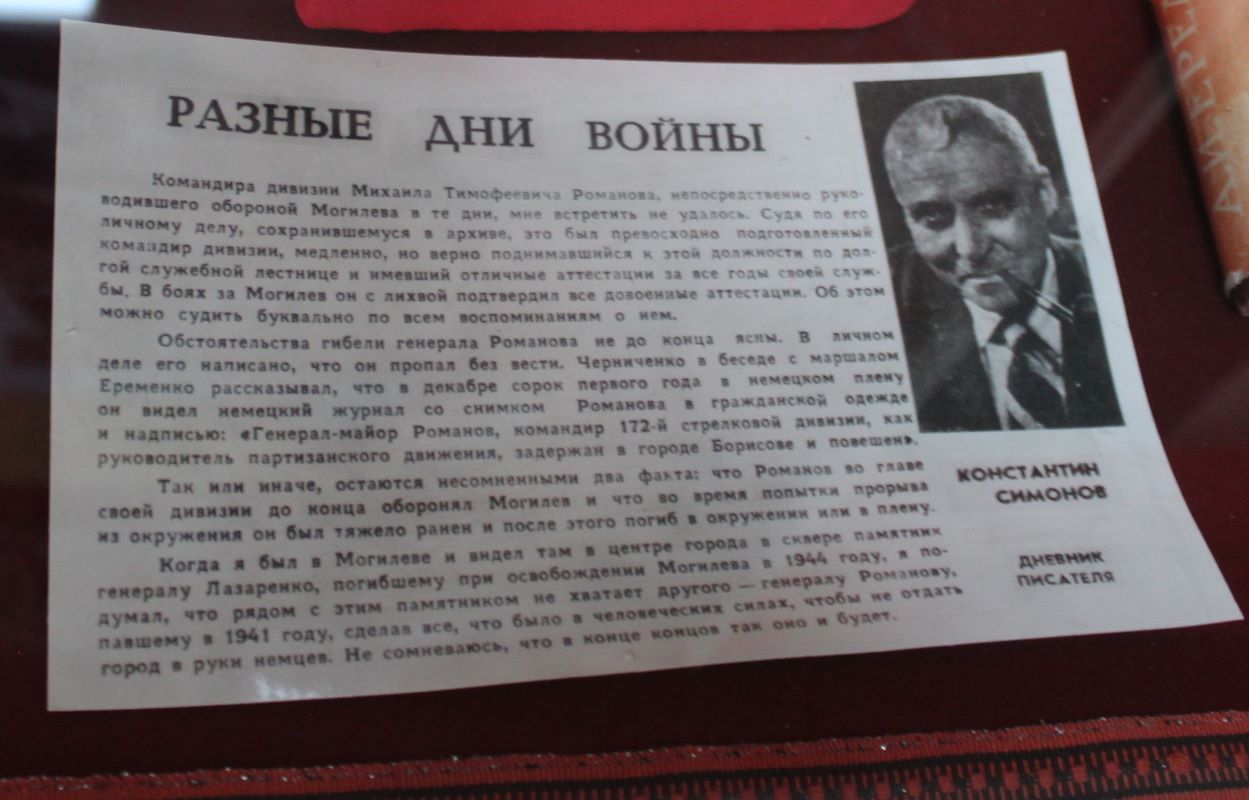 РАЗНЫЕ ДНИ ВОЙНЫ
Командира дивизии Михаила Тимофеевича Романова, непосредственно руко-
водившего обороной Могилева в те дни, мне встретить не удалось. Судя по его
личному делу, сохранившемуся в архиве, это был превосходно подготовленный
командир дивизии, медленно, но верно поднимавшийся к этой должности по дол-
гой служебной лестнице и имевший отличные аттестации за все годы своей служ-
бы. В боях за Могилев он с лихвой подтвердил все довоенные аттестации. Об этом
можно судить буквально по всем воспоминаниям о нем.
Обстоятельства гибели генерала Романова не до конца ясны. В личном
деле его написано, что он пропал без вести. Черниченко в беседе с маршалом
Еременко рассказывал, что в декабре сорок первого года в немецком плену
он видел немецкий журнал со снимком Романова в гражданской одежде
и надписью: «Генерал-майор Романов, командир 172-й стрелковой дивизии, как
руководитель партизанского движения, задержан в городе Борисове и повешен».
Так или иначе, остаются несомненными два факта: что Романов во главе
своей дивизии до конца оборонял Могилев и что во время попытки прорыва
из окружения он был тяжело ранен и после этого погиб в окружении или в плену.
Когда я был в Могилеве и видел там в центре города в сквере памятник
генералу Лазаренко, погибшему при освобождении Могилева в 1944 году, я по-
думал, что рядом с этим памятником не хватает другого — генералу Романову,
павшему в 1941 году, сделав все, что было в человеческих силах, чтобы не отдать
город в руки немцев. Не сомневаюсь, что в конце концов так оно и будет.
КОНСТАНТИН
СИМОНОВ
ДНЕВНИК
ПИСАТЕЛЯ